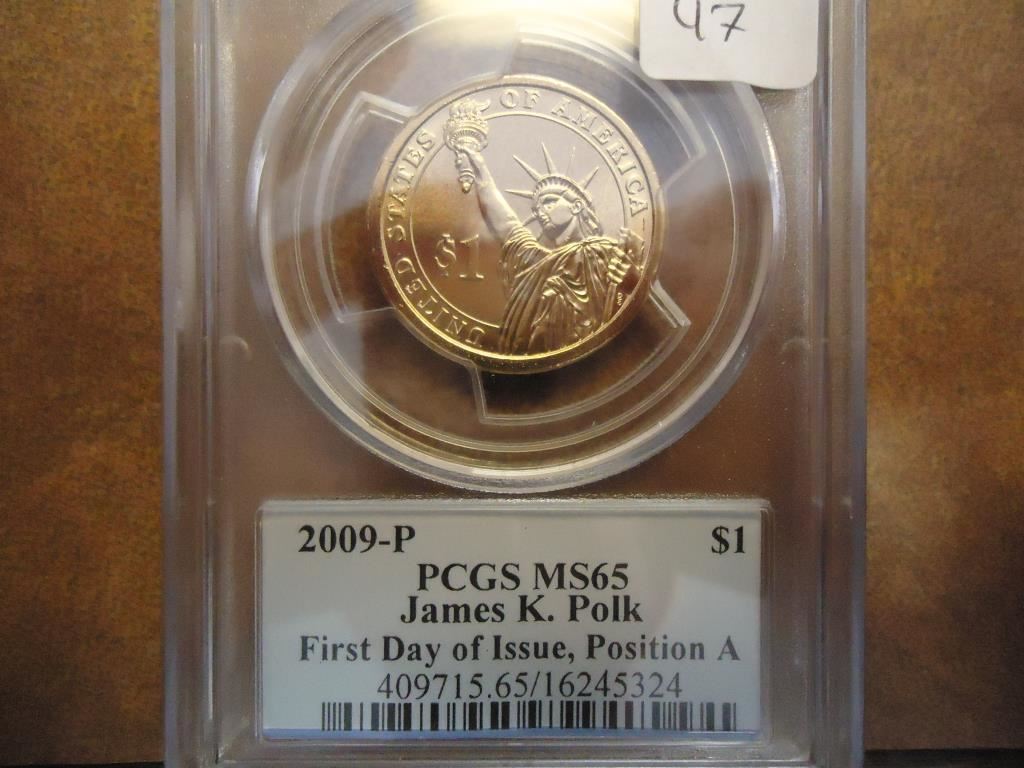 47
UNITED STATES OF AMERICA
$1
2009-P $1
PCGS MS65
James K. Polk
First Day of Issue, Position A
409715.65/16245324